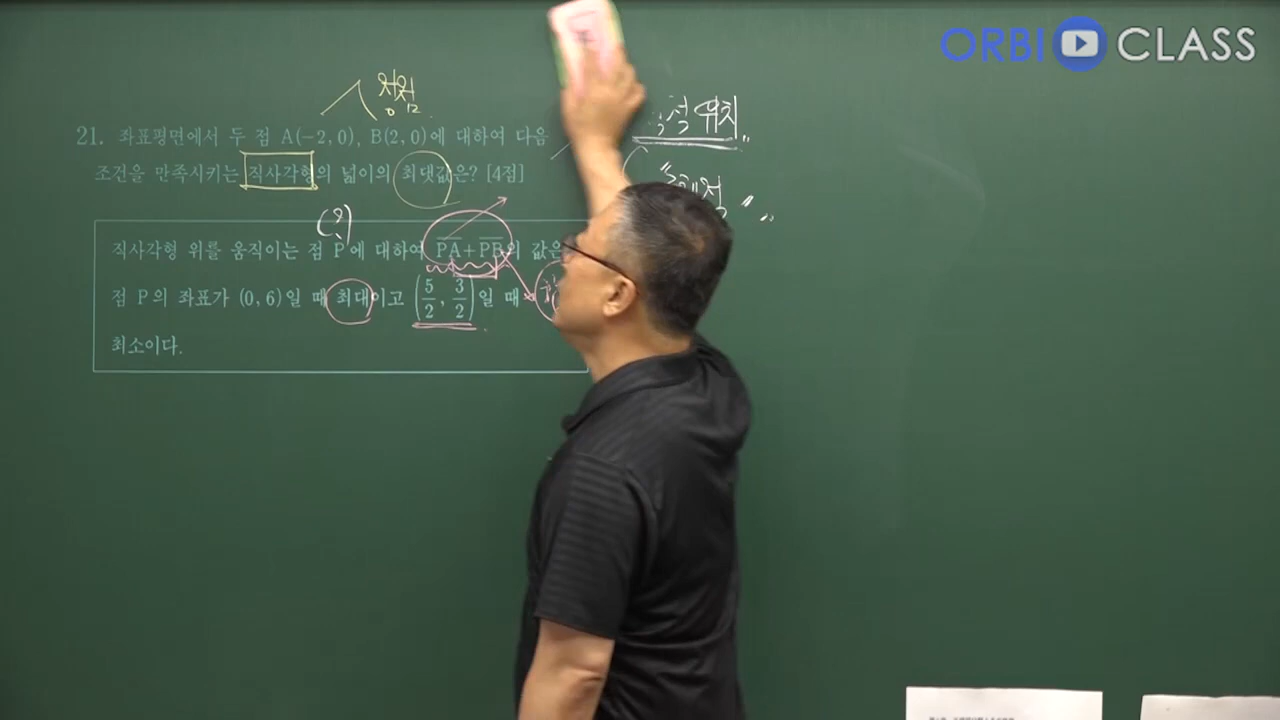 ORBI CLASS
정점
위치
21. 좌표평면에서 두 점 A(−2, 0), B(2, 0)에 대하여 다음
조건을 만족시키는 직사각형의 넓이의 최댓값은? [4점]
(?)
직사각형 위를 움직이는 점 P에 대하여 PA+PB의 값은
점 P의 좌표가 (0, 6)일 때 최대이고 (5/2, 3/2)일 때
최소이다.